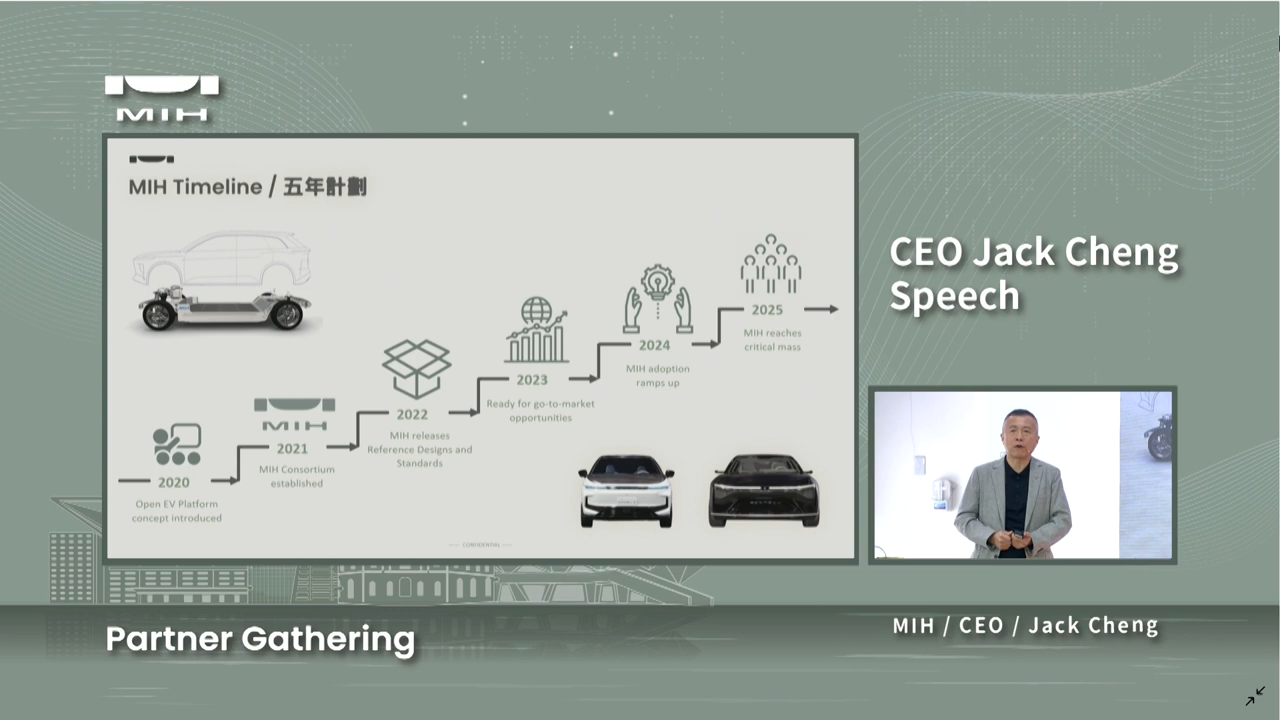 MIH
MIH Timeline / 五年計劃
2020
Open EV Platform
concept introduced
MIH
2021
MIH Consortium
established
2022
MIH releases
Reference Designs and
Standards
2023
Ready for go-to-market
opportunities
2024
MIH adoption
ramps up
2025
MIH reaches
critical mass
CONFIDENTIAL
CEO Jack Cheng
Speech
Partner Gathering
MIH / CEO / Jack Cheng